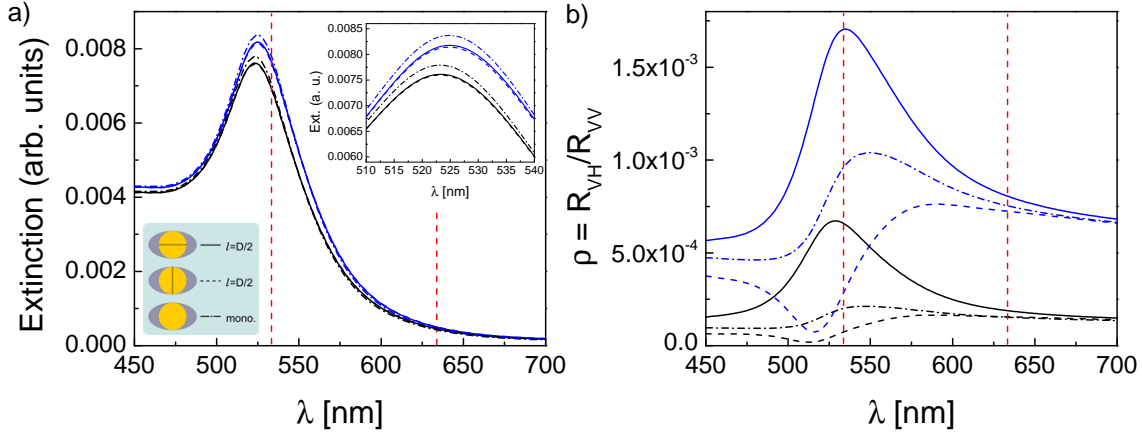 a)
Extinction (arb. units)
0.008
0.006
0.004
0.002
0.000
450 500 550 600 650 700
λ [nm]
Ext. (a. u.)
0.0085
0.0080
0.0075
0.0070
0.0065
0.0060
510 515 520 525 530 535 540
λ [nm]
l=D/2
l=D/2
mono.
b)
ρ = R_VH/R_VV
1.5x10⁻³
1.0x10⁻³
5.0x10⁻⁴
0.0
450 500 550 600 650 700
λ [nm]